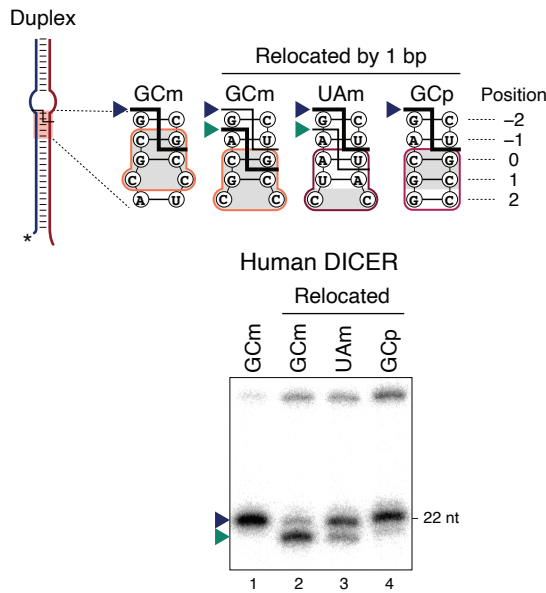 Duplex
Relocated by 1 bp
GCm GCm UAm GCp Position
G C G C G C G C −2
C G A U A U A U −1
G C C G A U C G 0
C C G C U A G C 1
A U C C C C G C 2
*
Human DICER
Relocated
GCm GCm UAm GCp
22 nt
1 2 3 4